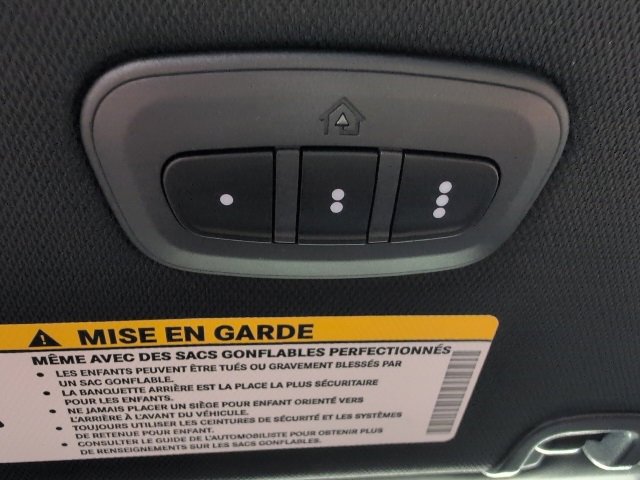 MISE EN GARDE
MÊME AVEC DES SACS GONFLABLES PERFECTIONNÉS
• LES ENFANTS PEUVENT ÊTRE TUÉS OU GRAVEMENT BLESSÉS PAR
UN SAC GONFLABLE.
• LA BANQUETTE ARRIÈRE EST LA PLACE LA PLUS SÉCURITAIRE
POUR LES ENFANTS.
• NE JAMAIS PLACER UN SIÈGE POUR ENFANT ORIENTÉ VERS
L'ARRIÈRE À L'AVANT DU VÉHICULE.
• TOUJOURS UTILISER LES CEINTURES DE SÉCURITÉ ET LES SYSTÈMES
DE RETENUE POUR ENFANT.
• CONSULTER LE GUIDE DE L'AUTOMOBILISTE POUR OBTENIR PLUS
DE RENSEIGNEMENTS SUR LES SACS GONFLABLES.